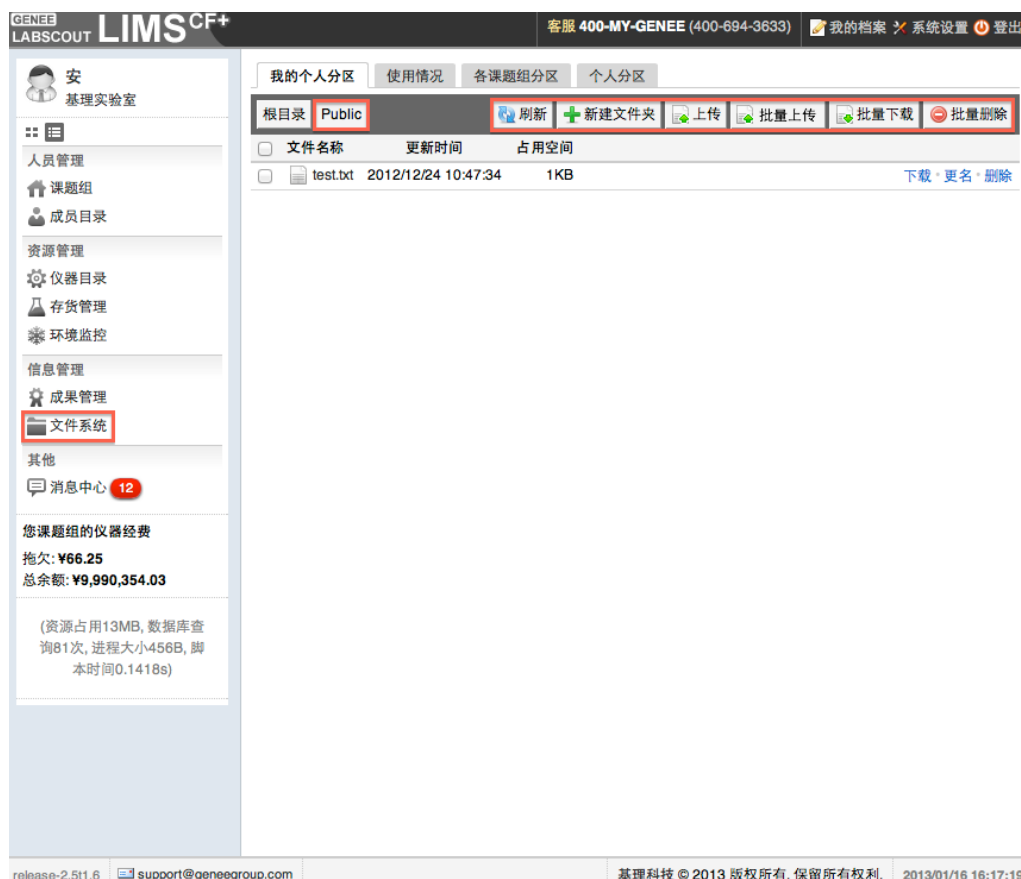 GENEE
LABSCOUT LIMS CF+
客服 400-MY-GENEE (400-694-3633) 我的档案 系统设置 登出
安
基理实验室
我的个人分区 使用情况 各课题组分区 个人分区
根目录 Public 刷新 新建文件夹 上传 批量上传 批量下载 批量删除
文件名称 更新时间 占用空间
test.txt 2012/12/24 10:47:34 1KB 下载 更名 删除
人员管理
课题组
成员目录
资源管理
仪器目录
存货管理
环境监控
信息管理
成果管理
文件系统
其他
消息中心 12
您课题组的仪器经费
拖欠: ¥66.25
总余额: ¥9,990,354.03
(资源占用13MB, 数据库查
询81次, 进程大小456B, 脚
本时间0.1418s)
release-2.5t1.6 support@geneegroup.com 基理科技 © 2013 版权所有. 保留所有权利. 2013/01/16 16:17:19